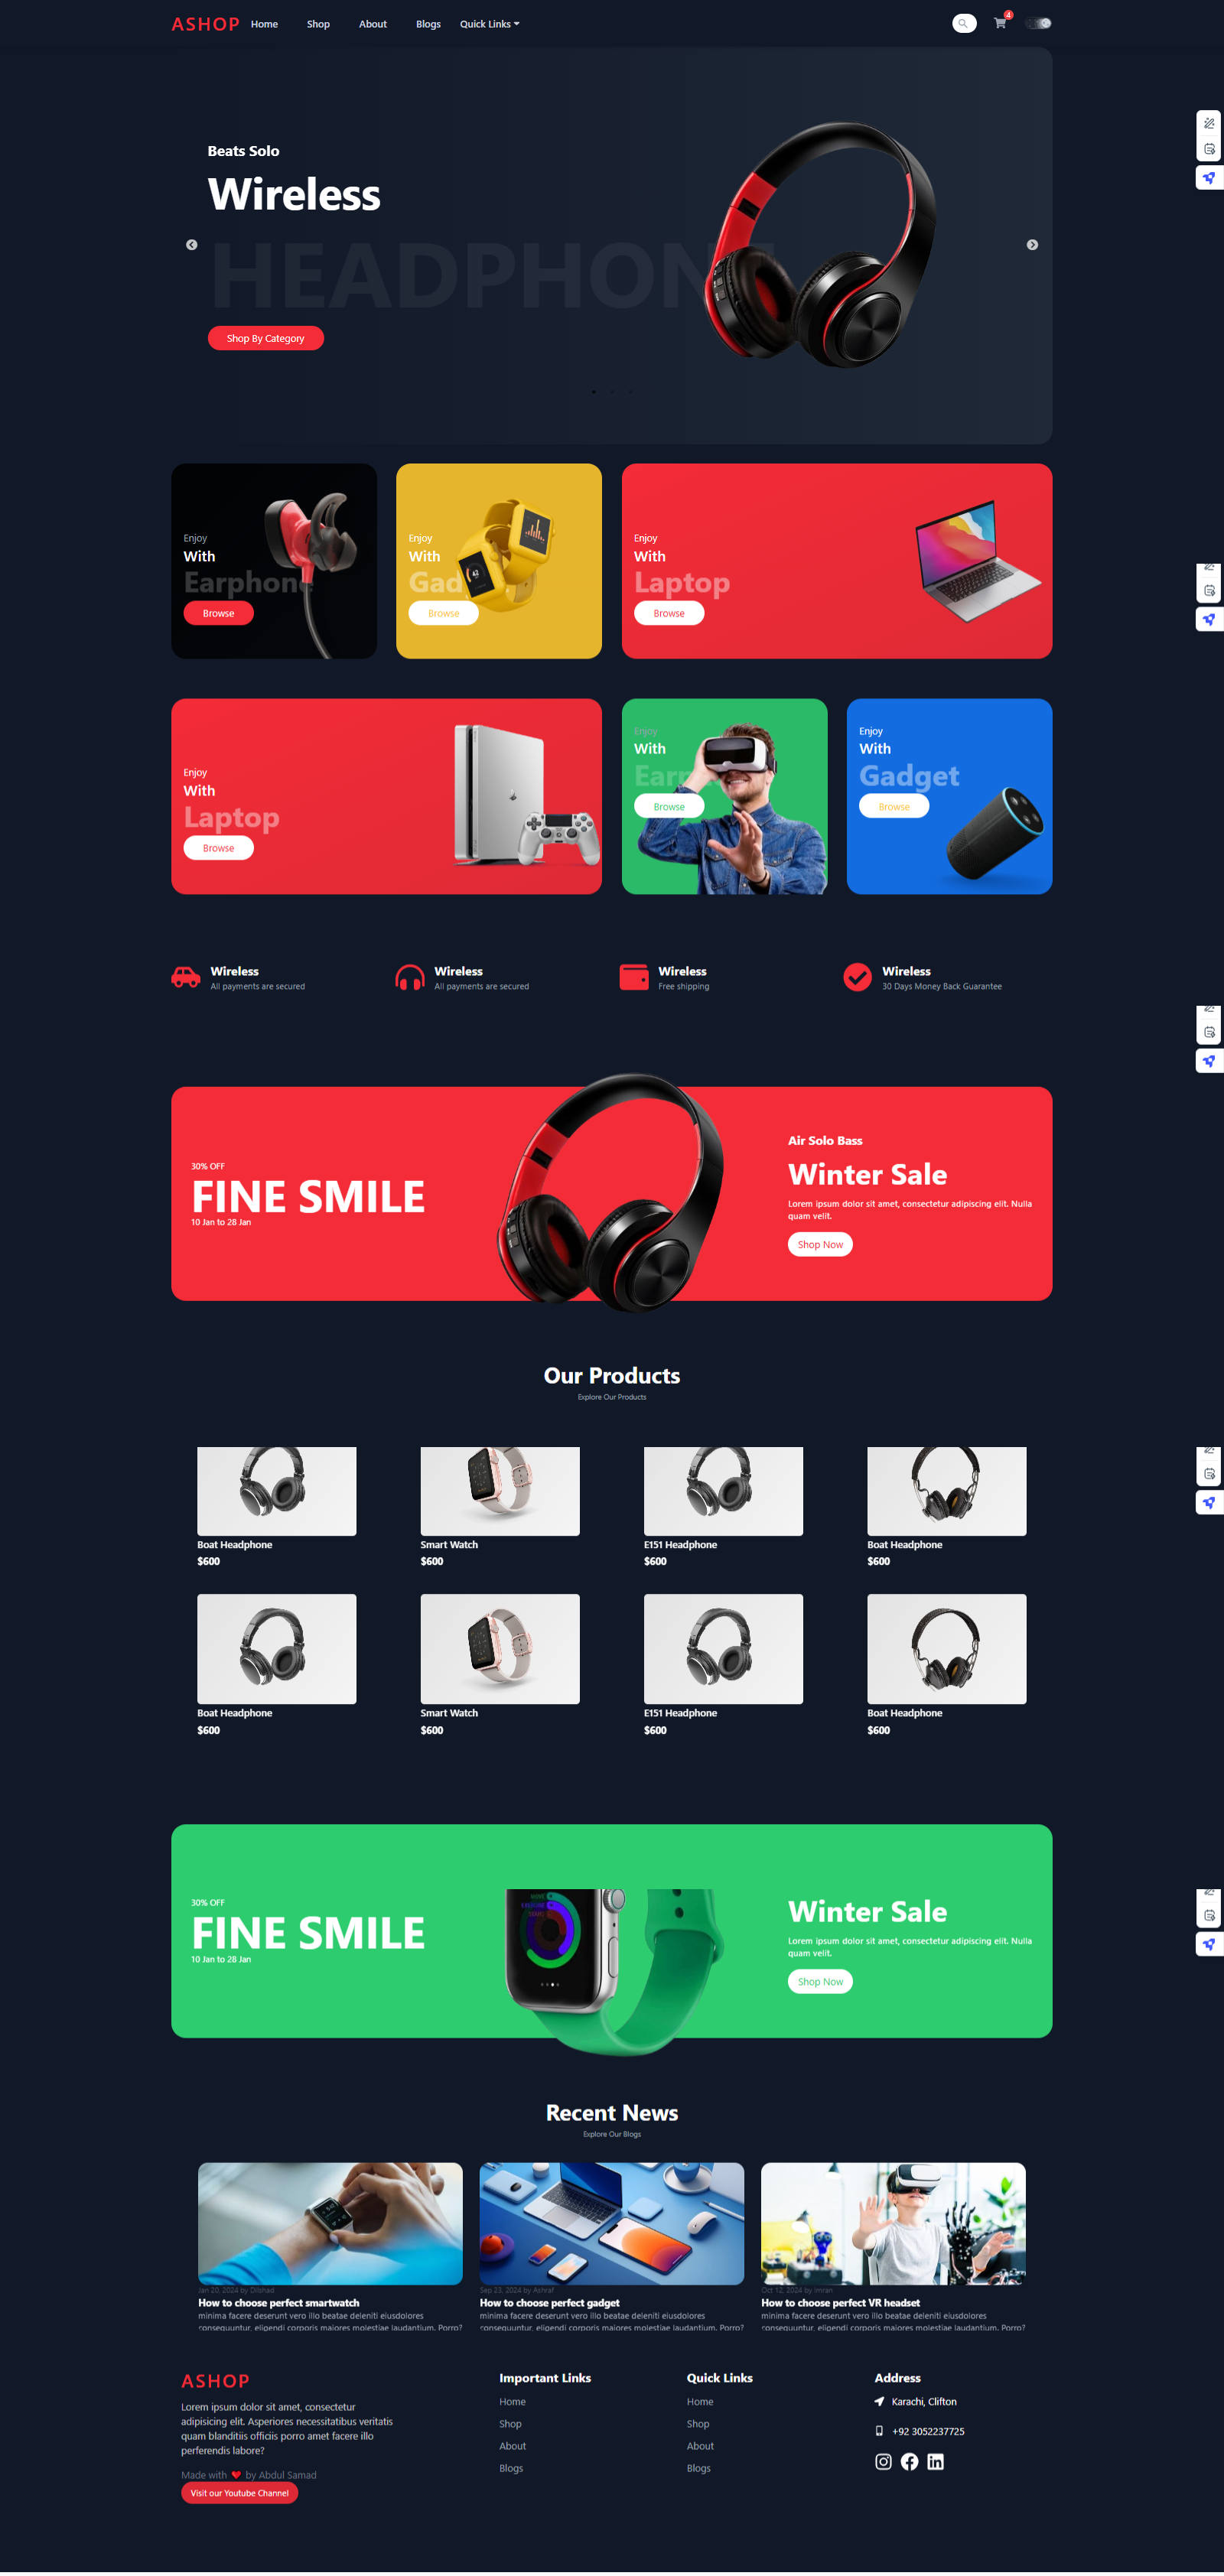 ASHOP Home Shop About Blogs Quick Links
4
Beats Solo
Wireless
HEADPHONE
Shop By Category
Enjoy
With
Earphone
Browse
Enjoy
With
Gad
Browse
Enjoy
With
Laptop
Browse
Enjoy
With
Laptop
Browse
Enjoy
With
Browse
Enjoy
With
Gadget
Browse
Wireless
All payments are secured
Wireless
All payments are secured
Wireless
Free shipping
Wireless
30 Days Money Back Guarantee
30% OFF
FINE SMILE
10 Jan to 28 Jan
Air Solo Bass
Winter Sale
Lorem ipsum dolor sit amet, consectetur adipiscing elit. Nulla
quam velit.
Shop Now
Our Products
Explore Our Products
Boat Headphone
$600
Smart Watch
$600
E151 Headphone
$600
Boat Headphone
$600
Boat Headphone
$600
Smart Watch
$600
E151 Headphone
$600
Boat Headphone
$600
30% OFF
FINE SMILE
10 Jan to 28 Jan
Winter Sale
Lorem ipsum dolor sit amet, consectetur adipiscing elit. Nulla
quam velit.
Shop Now
Recent News
Explore Our Blogs
Jan 20, 2024 by Dilshad
How to choose perfect smartwatch
minima facere deserunt vero illo beatae deleniti eiusdolores
consequuntur, eligendi corporis maiores molestiae laudantium. Porro?
Sep 23, 2024 by Ashraf
How to choose perfect gadget
minima facere deserunt vero illo beatae deleniti eiusdolores
consequuntur, eligendi corporis maiores molestiae laudantium. Porro?
Oct 12, 2024 by Imran
How to choose perfect VR headset
minima facere deserunt vero illo beatae deleniti eiusdolores
consequuntur, eligendi corporis maiores molestiae laudantium. Porro?
ASHOP
Lorem ipsum dolor sit amet, consectetur
adipisicing elit. Asperiores necessitatibus veritatis
quam blanditiis officiis porro amet facere illo
perferendis labore?
Made with ❤ by Abdul Samad
Visit our Youtube Channel
Important Links
Home
Shop
About
Blogs
Quick Links
Home
Shop
About
Blogs
Address
Karachi, Clifton
+92 3052237725